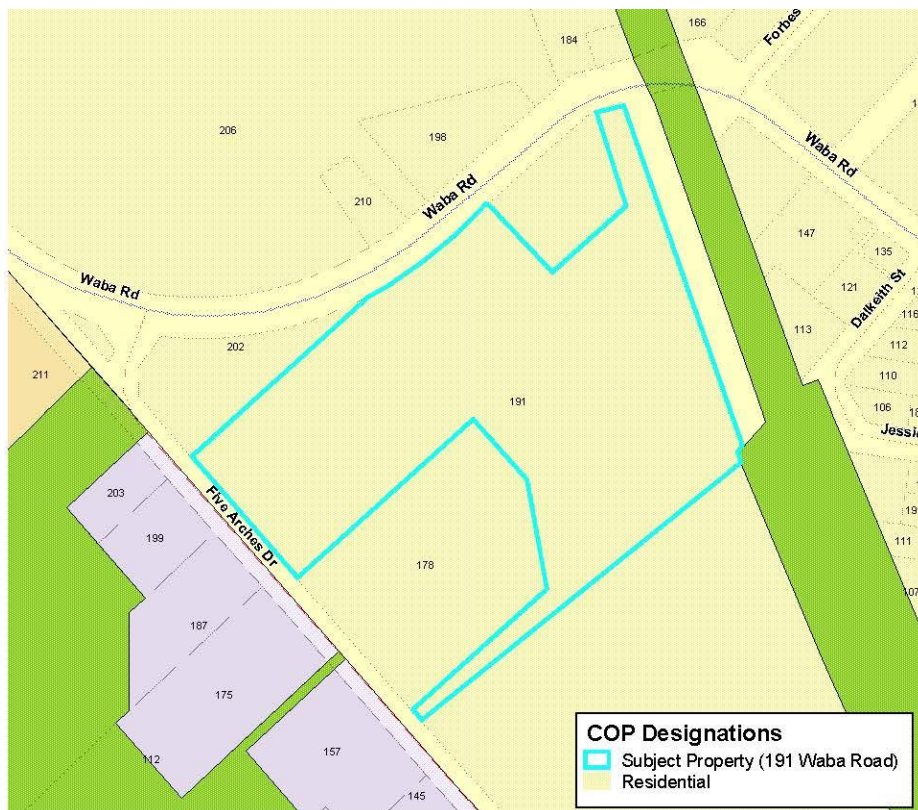 166
Forbes
184
206
198
Waba Rd
Waba Rd
210
147
135
Waba Rd
121
Dalkeith St
116
113
112
202
211
191
110
106
Jessie
203
Five Arches Dr
199
111
178
107
187
175
112
157
145
COP Designations
Subject Property (191 Waba Road)
Residential